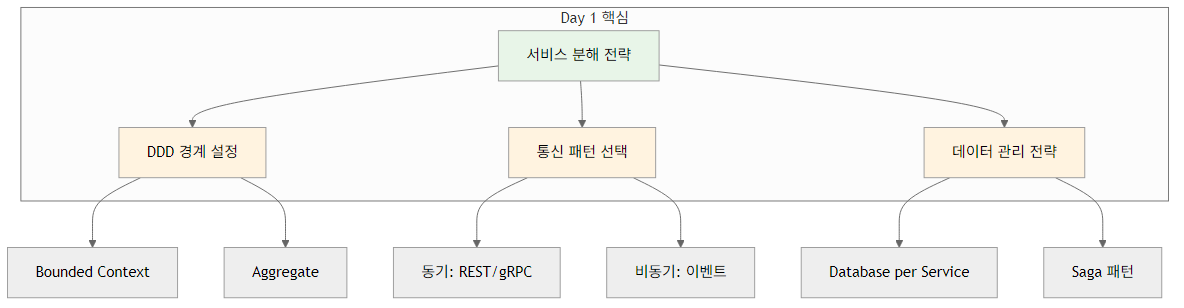 Day 1 핵심
서비스 분해 전략
DDD 경계 설정
통신 패턴 선택
데이터 관리 전략
Bounded Context
Aggregate
동기: REST/gRPC
비동기: 이벤트
Database per Service
Saga 패턴